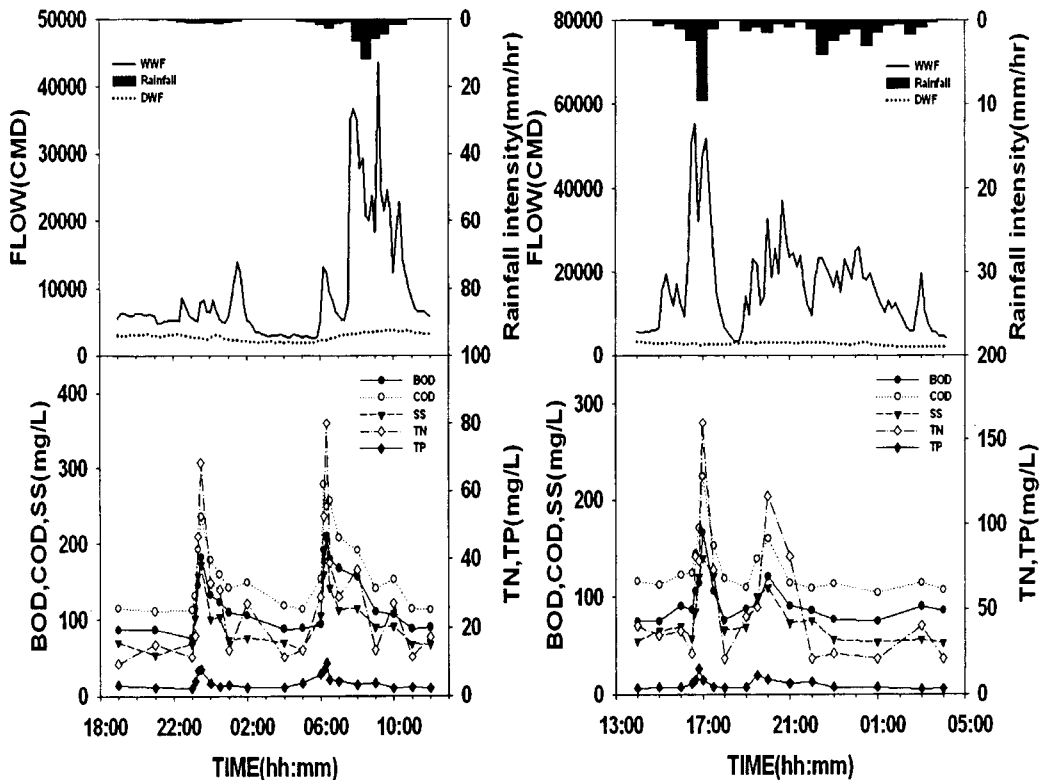 FLOW(CMD)
50000
40000
30000
20000
10000
0
WWF
Rainfall
DWF
0
20
40
60
80
100
Rainfall intensity(mm/hr)
FLOW(CMD)
80000
60000
40000
20000
0
WWF
Rainfall
DWF
0
10
20
30
200
Rainfall intensity(mm/hr)
BOD,COD,SS(mg/L)
400
300
200
100
0
BOD
COD
SS
TN
TP
80
60
40
20
0
TN,TP(mg/L)
18:00 22:00 02:00 06:00 10:00
TIME(hh:mm)
BOD,COD,SS(mg/L)
300
200
100
0
BOD
COD
SS
TN
TP
150
100
50
0
TN,TP(mg/L)
13:00 17:00 21:00 01:00 05:00
TIME(hh:mm)